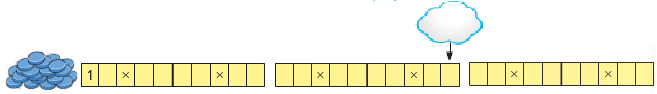 1 × × × × × ×